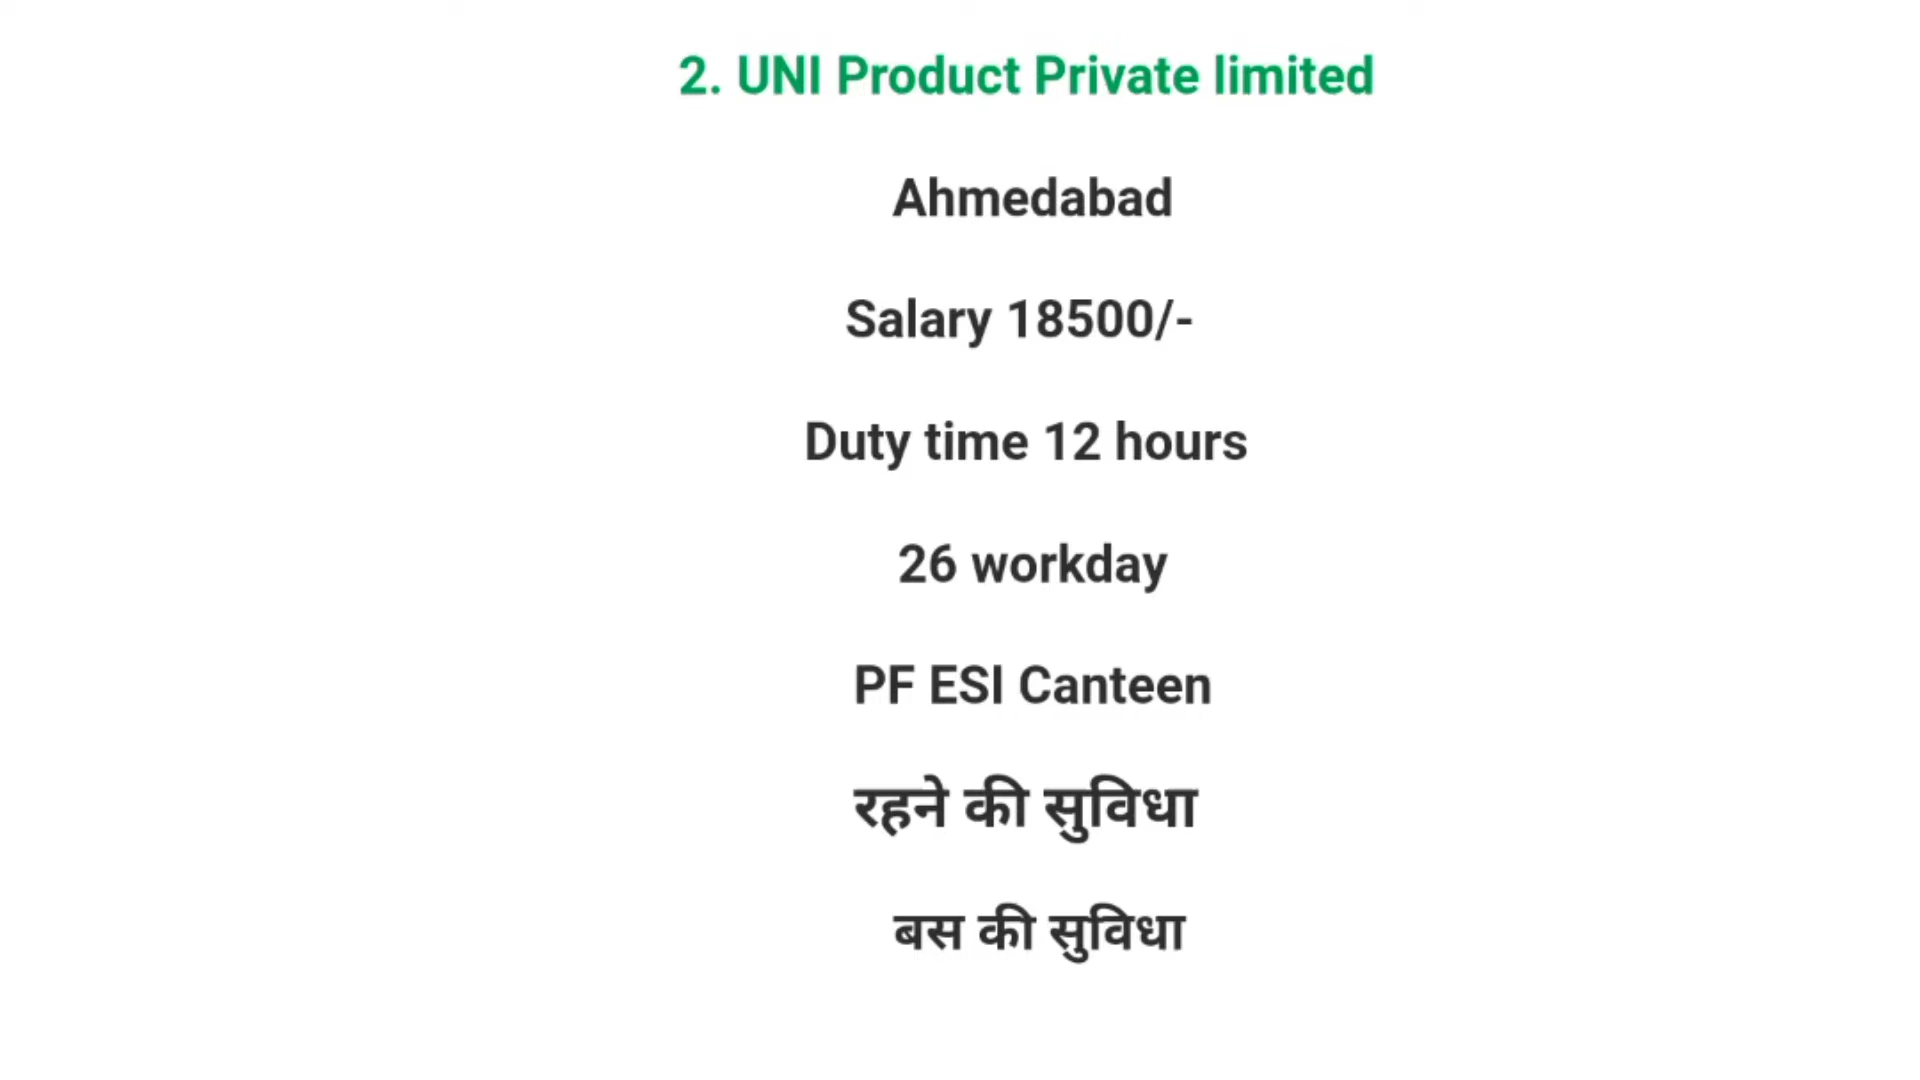 2. UNI Product Private limited
Ahmedabad
Salary 18500/-
Duty time 12 hours
26 workday
PF ESI Canteen
रहने की सुविधा
बस की सुविधा